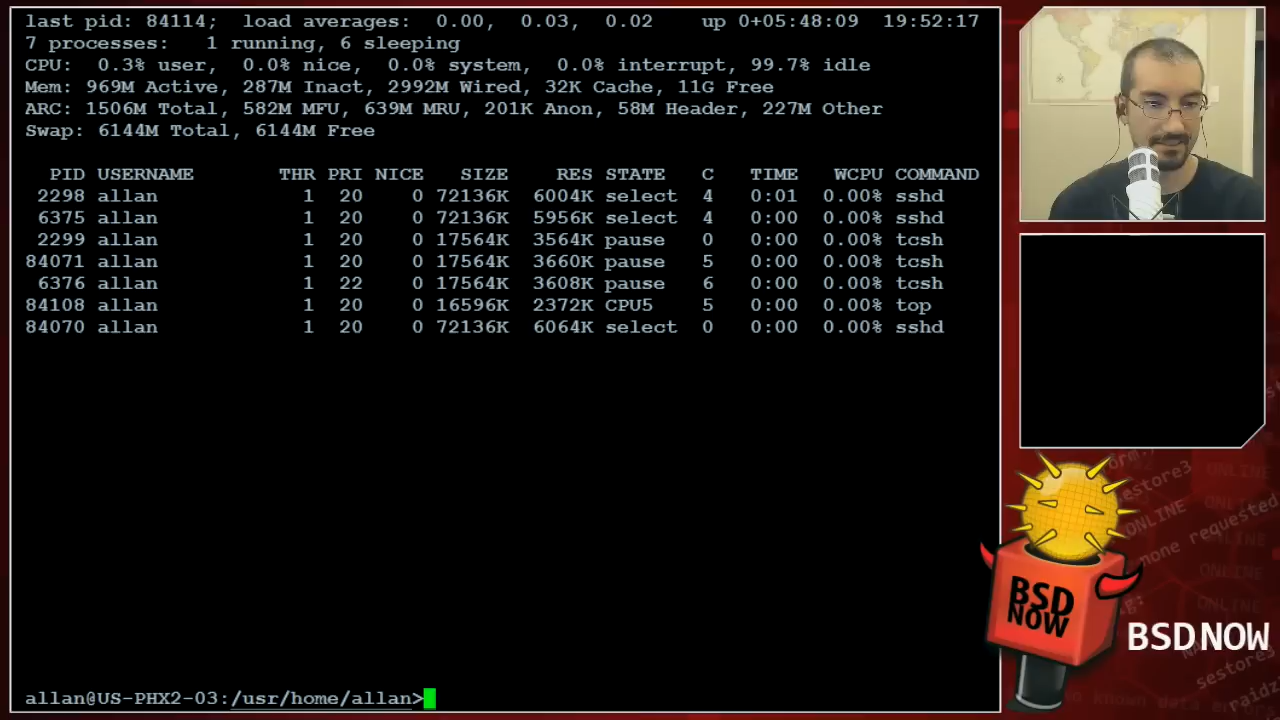 last pid: 84114;  load averages:  0.00,  0.03,  0.02    up 0+05:48:09  19:52:17
7 processes:   1 running, 6 sleeping
CPU:  0.3% user,  0.0% nice,  0.0% system,  0.0% interrupt, 99.7% idle
Mem: 969M Active, 287M Inact, 2992M Wired, 32K Cache, 11G Free
ARC: 1506M Total, 582M MFU, 639M MRU, 201K Anon, 58M Header, 227M Other
Swap: 6144M Total, 6144M Free
PID USERNAME THR PRI NICE SIZE RES STATE C TIME WCPU COMMAND
2298 allan 1 20 0 72136K 6004K select 4 0:01 0.00% sshd
6375 allan 1 20 0 72136K 5956K select 4 0:00 0.00% sshd
2299 allan 1 20 0 17564K 3564K pause 0 0:00 0.00% tcsh
84071 allan 1 20 0 17564K 3660K pause 5 0:00 0.00% tcsh
6376 allan 1 22 0 17564K 3608K pause 6 0:00 0.00% tcsh
84108 allan 1 20 0 16596K 2372K CPU5 5 0:00 0.00% top
84070 allan 1 20 0 72136K 6064K select 0 0:00 0.00% sshd
allan@US-PHX2-03:/usr/home/allan>
BSD
NOW
BSDNOW
ONLINE
none requested
ONLINE
ONLINE